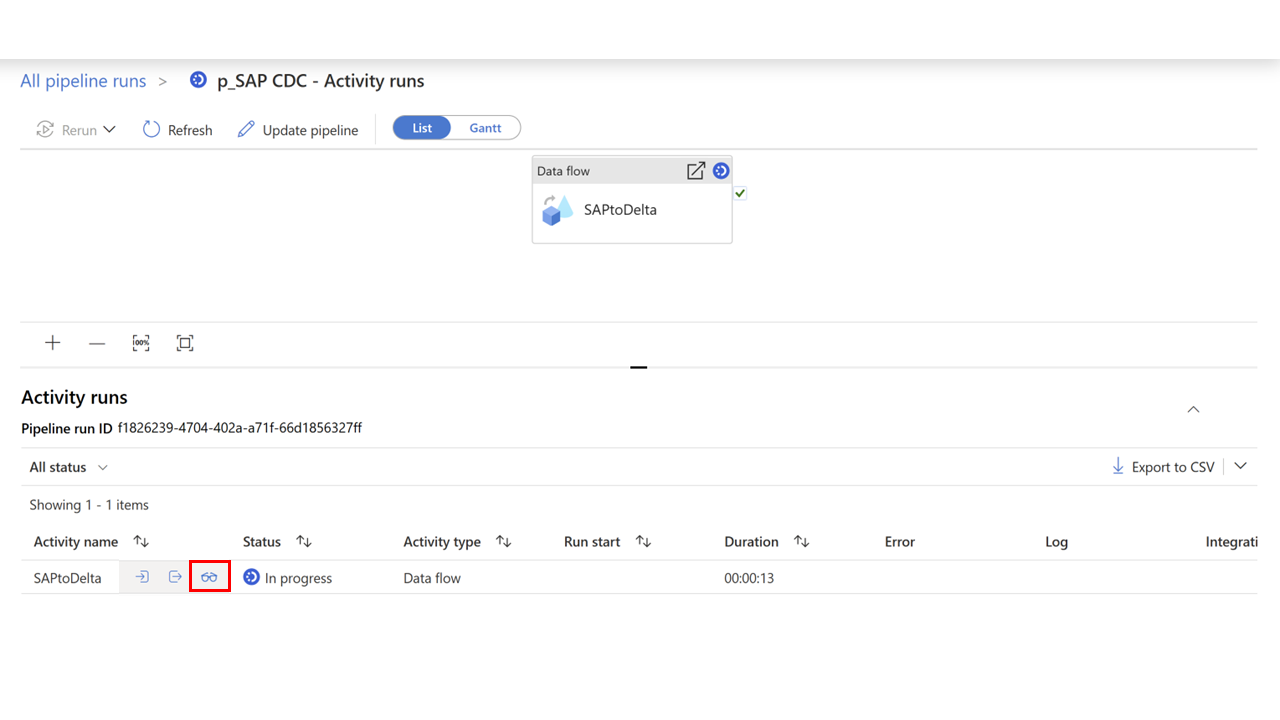 All pipeline runs > p_SAP CDC - Activity runs
Rerun Refresh Update pipeline List Gantt
Data flow
SAPtoDelta
100%
Activity runs
Pipeline run ID f1826239-4704-402a-a71f-66d1856327ff
All status Export to CSV
Showing 1 - 1 items
Activity name Status Activity type Run start Duration Error Log Integrati
SAPtoDelta In progress Data flow 00:00:13